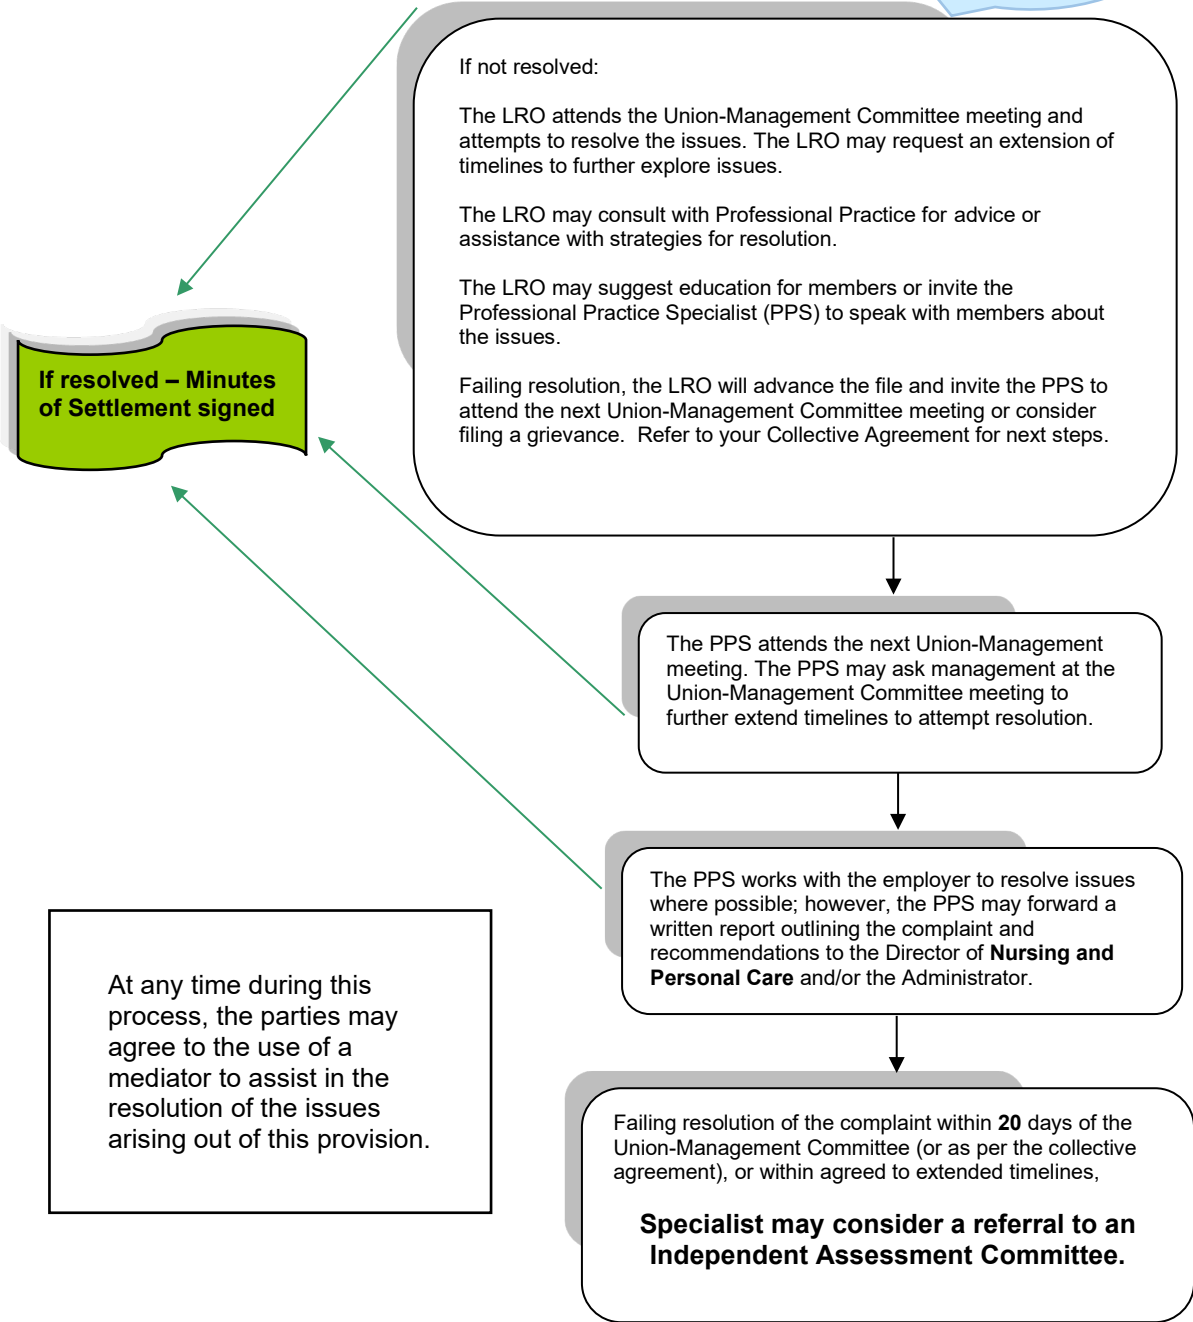 If not resolved:
The LRO attends the Union-Management Committee meeting and
attempts to resolve the issues. The LRO may request an extension of
timelines to further explore issues.
The LRO may consult with Professional Practice for advice or
assistance with strategies for resolution.
The LRO may suggest education for members or invite the
Professional Practice Specialist (PPS) to speak with members about
the issues.
Failing resolution, the LRO will advance the file and invite the PPS to
attend the next Union-Management Committee meeting or consider
filing a grievance.  Refer to your Collective Agreement for next steps.
If resolved – Minutes
of Settlement signed
The PPS attends the next Union-Management
meeting. The PPS may ask management at the
Union-Management Committee meeting to
further extend timelines to attempt resolution.
The PPS works with the employer to resolve issues
where possible; however, the PPS may forward a
written report outlining the complaint and
recommendations to the Director of Nursing and
Personal Care and/or the Administrator.
At any time during this
process, the parties may
agree to the use of a
mediator to assist in the
resolution of the issues
arising out of this provision.
Failing resolution of the complaint within 20 days of the
Union-Management Committee (or as per the collective
agreement), or within agreed to extended timelines,
Specialist may consider a referral to an
Independent Assessment Committee.